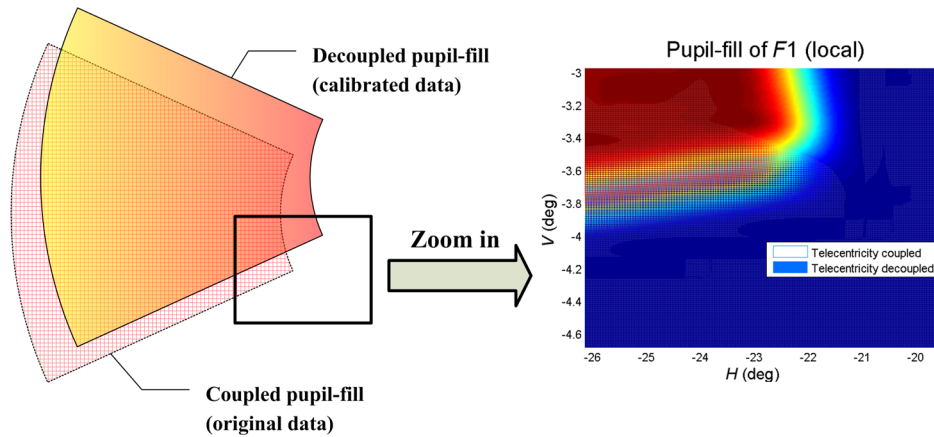 Decoupled pupil-fill
(calibrated data)
Zoom in
Coupled pupil-fill
(original data)
Pupil-fill of F1 (local)
V (deg)
-3
-3.2
-3.4
-3.6
-3.8
-4
-4.2
-4.4
-4.6
Telecentricity coupled
Telecentricity decoupled
-26 -25 -24 -23 -22 -21 -20
H (deg)